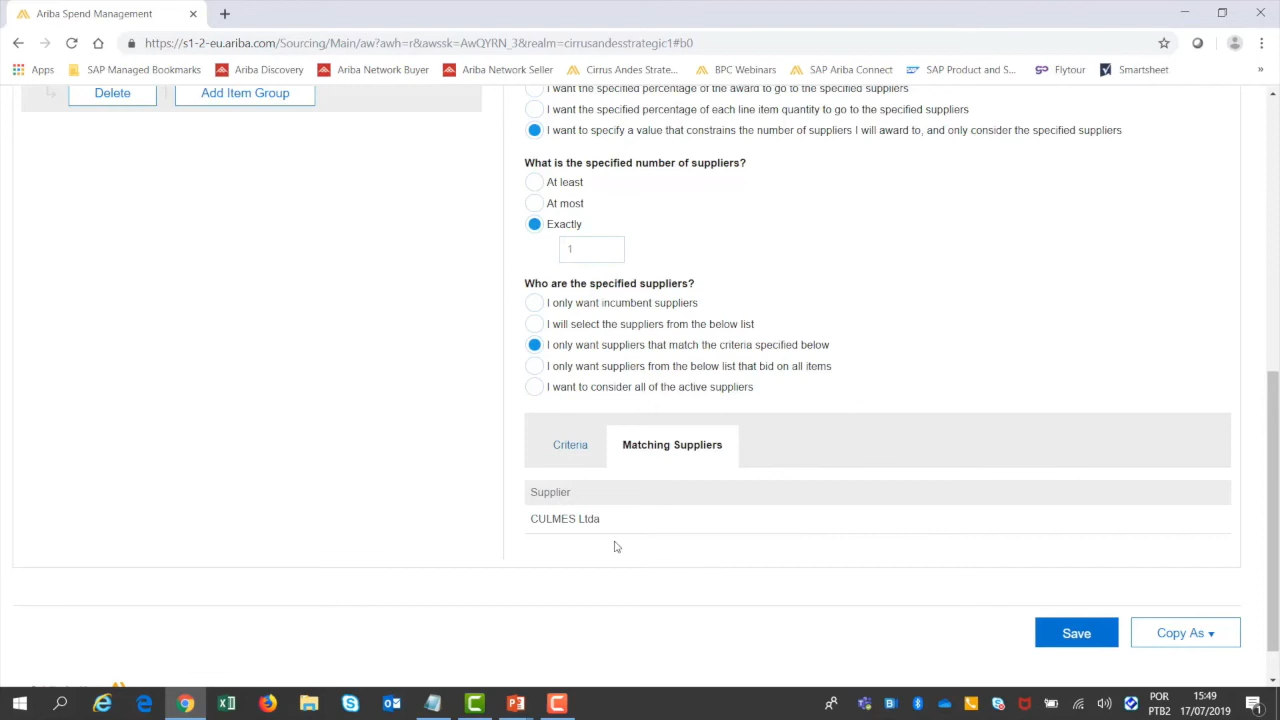 Ariba Spend Management
https://s1-2-eu.ariba.com/Sourcing/Main/aw?awh=r&awssk=AwQYRN_3&realm=cirrusandesstrategic1#b0
Apps SAP Managed Bookmarks Ariba Discovery Ariba Network Buyer Ariba Network Seller Cirrus Andes Strate... BPC Webinars SAP Ariba Connect SAP Product and S... Flytour Smartsheet »
Delete Add Item Group
I want the specified percentage of the award to go to the specified suppliers
I want the specified percentage of each line item quantity to go to the specified suppliers
I want to specify a value that constrains the number of suppliers I will award to, and only consider the specified suppliers
What is the specified number of suppliers?
At least
At most
Exactly
1
Who are the specified suppliers?
I only want incumbent suppliers
I will select the suppliers from the below list
I only want suppliers that match the criteria specified below
I only want suppliers from the below list that bid on all items
I want to consider all of the active suppliers
Criteria Matching Suppliers
Supplier
CULMES Ltda
Save Copy As
POR 15:49
PTB2 17/07/2019
1